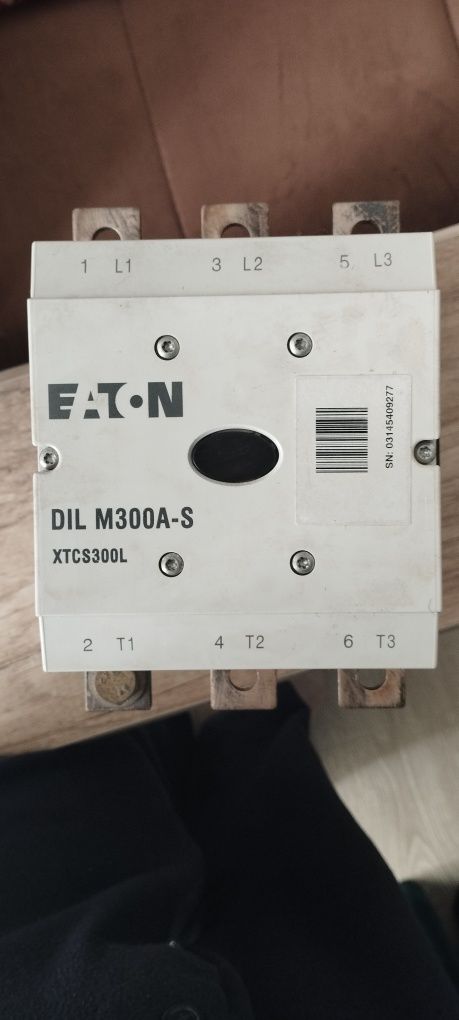 1 L1 3 L2 5 L3
EATON
SN: 03145409277
DIL M300A-S
XTCS300L
2 T1 4 T2 6 T3